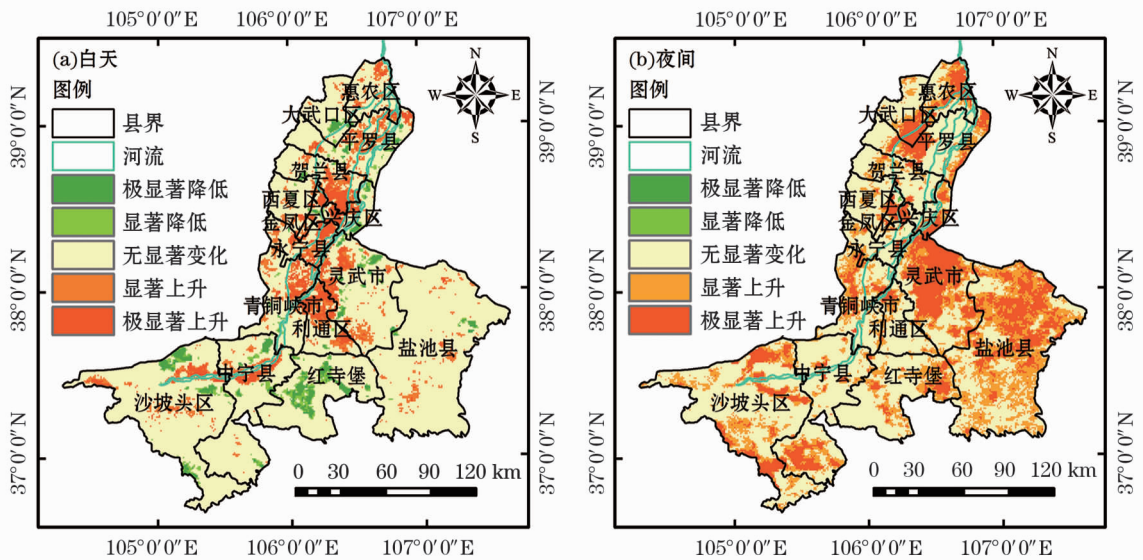 105°0′0″E 106°0′0″E 107°0′0″E
(a)白天
图例
县界
河流
极显著降低
显著降低
无显著变化
显著上升
极显著上升
N
W E
S
惠农区
大武口区
平罗县
贺兰县
西夏区
金凤区
兴庆区
永宁县
灵武市
青铜峡市
利通区
盐池县
中宁县
红寺堡
沙坡头区
0 30 60 90 120 km
39°0′0″N
38°0′0″N
37°0′0″N
105°0′0″E 106°0′0″E 107°0′0″E
105°0′0″E 106°0′0″E 107°0′0″E
(b)夜间
图例
县界
河流
极显著降低
显著降低
无显著变化
显著上升
极显著上升
N
W E
S
惠农区
大武口区
平罗县
贺兰县
西夏区
金凤区
兴庆区
永宁县
灵武市
青铜峡市
利通区
盐池县
中宁县
红寺堡
沙坡头区
0 30 60 90 120 km
39°0′0″N
38°0′0″N
37°0′0″N
39°0′0″N
38°0′0″N
37°0′0″N
105°0′0″E 106°0′0″E 107°0′0″E